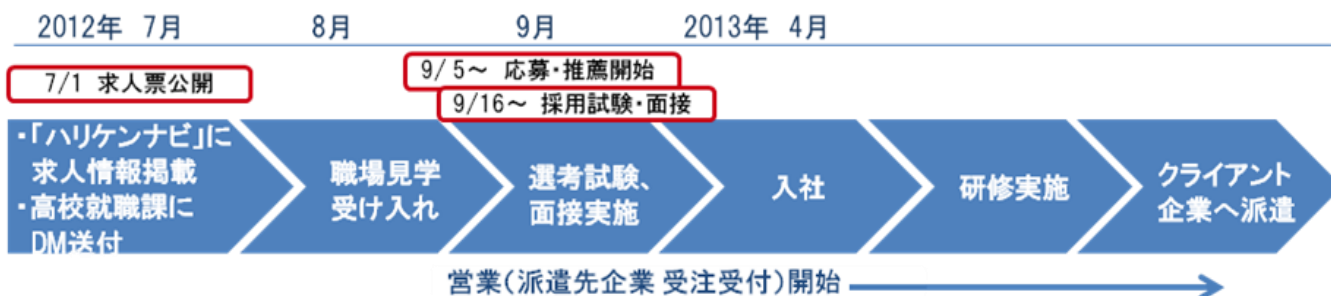 2012年 7月
8月
9月
2013年 4月
7/1 求人票公開
9/ 5～ 応募・推薦開始
9/16～ 採用試験・面接
・「ハリケンナビ」に
求人情報掲載
・高校就職課に
DM送付
職場見学
受け入れ
選考試験、
面接実施
入社
研修実施
クライアント
企業へ派遣
営業(派遣先企業 受注受付)開始